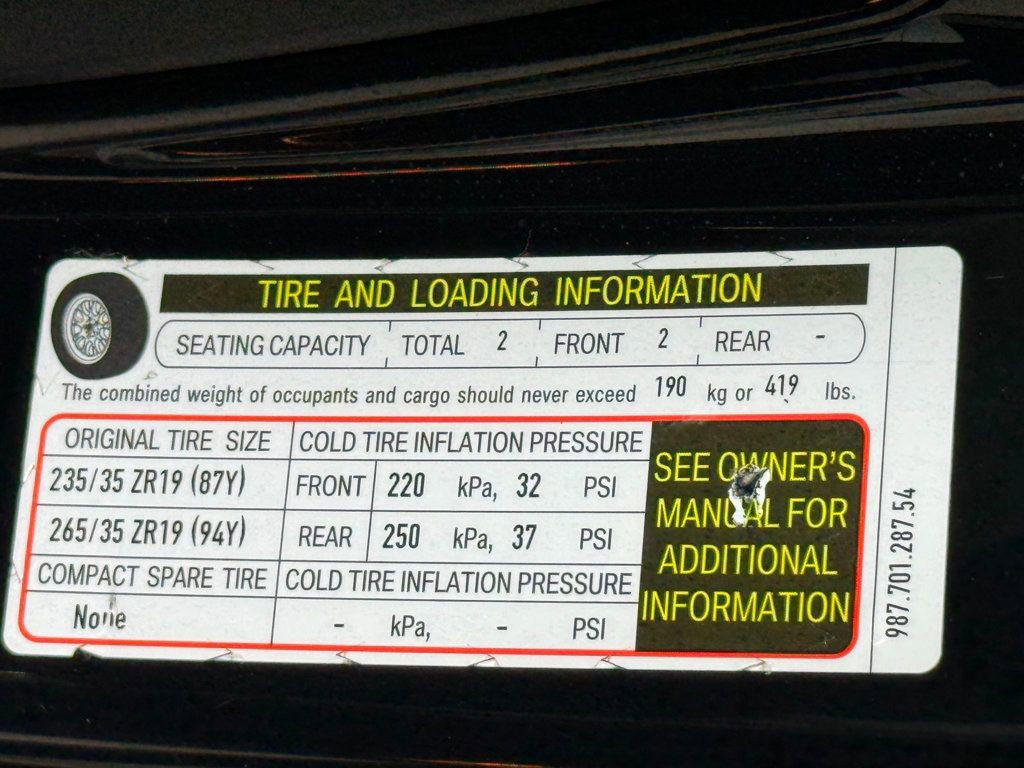 TIRE AND LOADING INFORMATION
SEATING CAPACITY TOTAL 2 FRONT 2 REAR -
The combined weight of occupants and cargo should never exceed 190 kg or 419 lbs.
ORIGINAL TIRE SIZE COLD TIRE INFLATION PRESSURE
235/35 ZR19 (87Y) FRONT 220 kPa, 32 PSI
265/35 ZR19 (94Y) REAR 250 kPa, 37 PSI
COMPACT SPARE TIRE COLD TIRE INFLATION PRESSURE
None - kPa, - PSI
SEE OWNER'S
MANUAL FOR
ADDITIONAL
INFORMATION
987.701.287.54